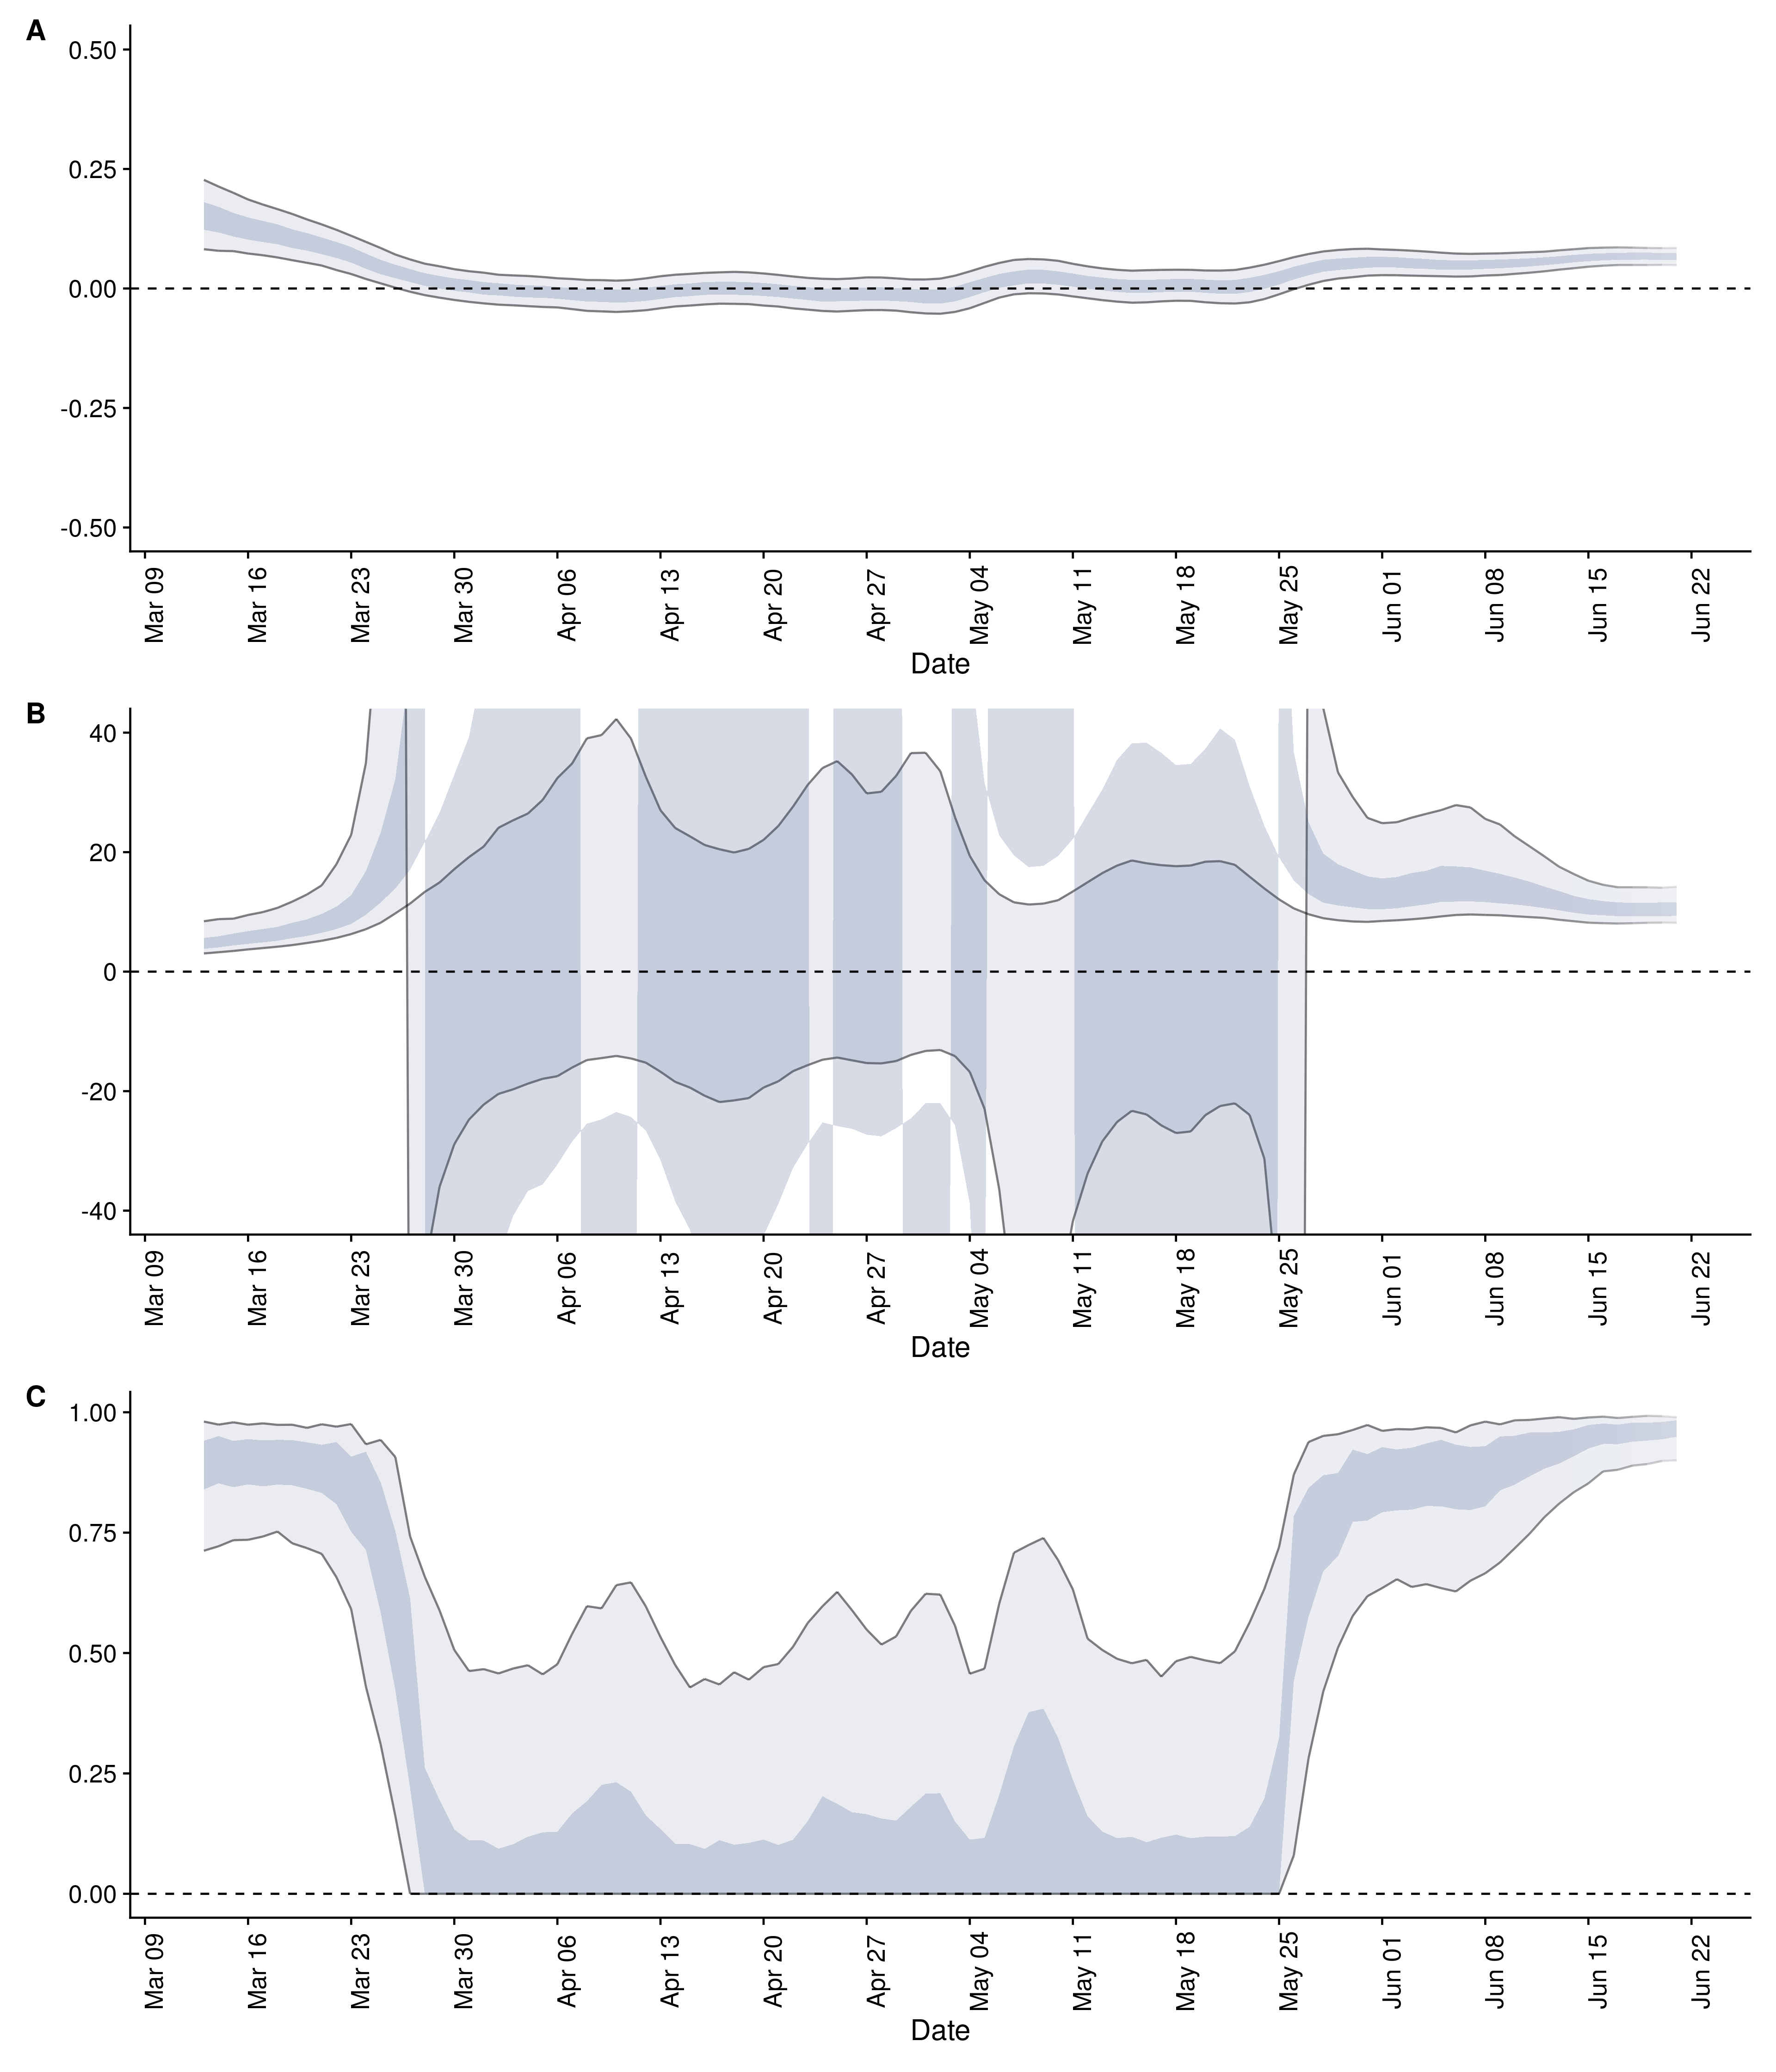 A
0.50
0.25
0.00
-0.25
-0.50
Mar 09
Mar 16
Mar 23
Mar 30
Apr 06
Apr 13
Apr 20
Apr 27
May 04
May 11
May 18
May 25
Jun 01
Jun 08
Jun 15
Jun 22
Date
B
40
20
0
-20
-40
Mar 09
Mar 16
Mar 23
Mar 30
Apr 06
Apr 13
Apr 20
Apr 27
May 04
May 11
May 18
May 25
Jun 01
Jun 08
Jun 15
Jun 22
Date
C
1.00
0.75
0.50
0.25
0.00
Mar 09
Mar 16
Mar 23
Mar 30
Apr 06
Apr 13
Apr 20
Apr 27
May 04
May 11
May 18
May 25
Jun 01
Jun 08
Jun 15
Jun 22
Date